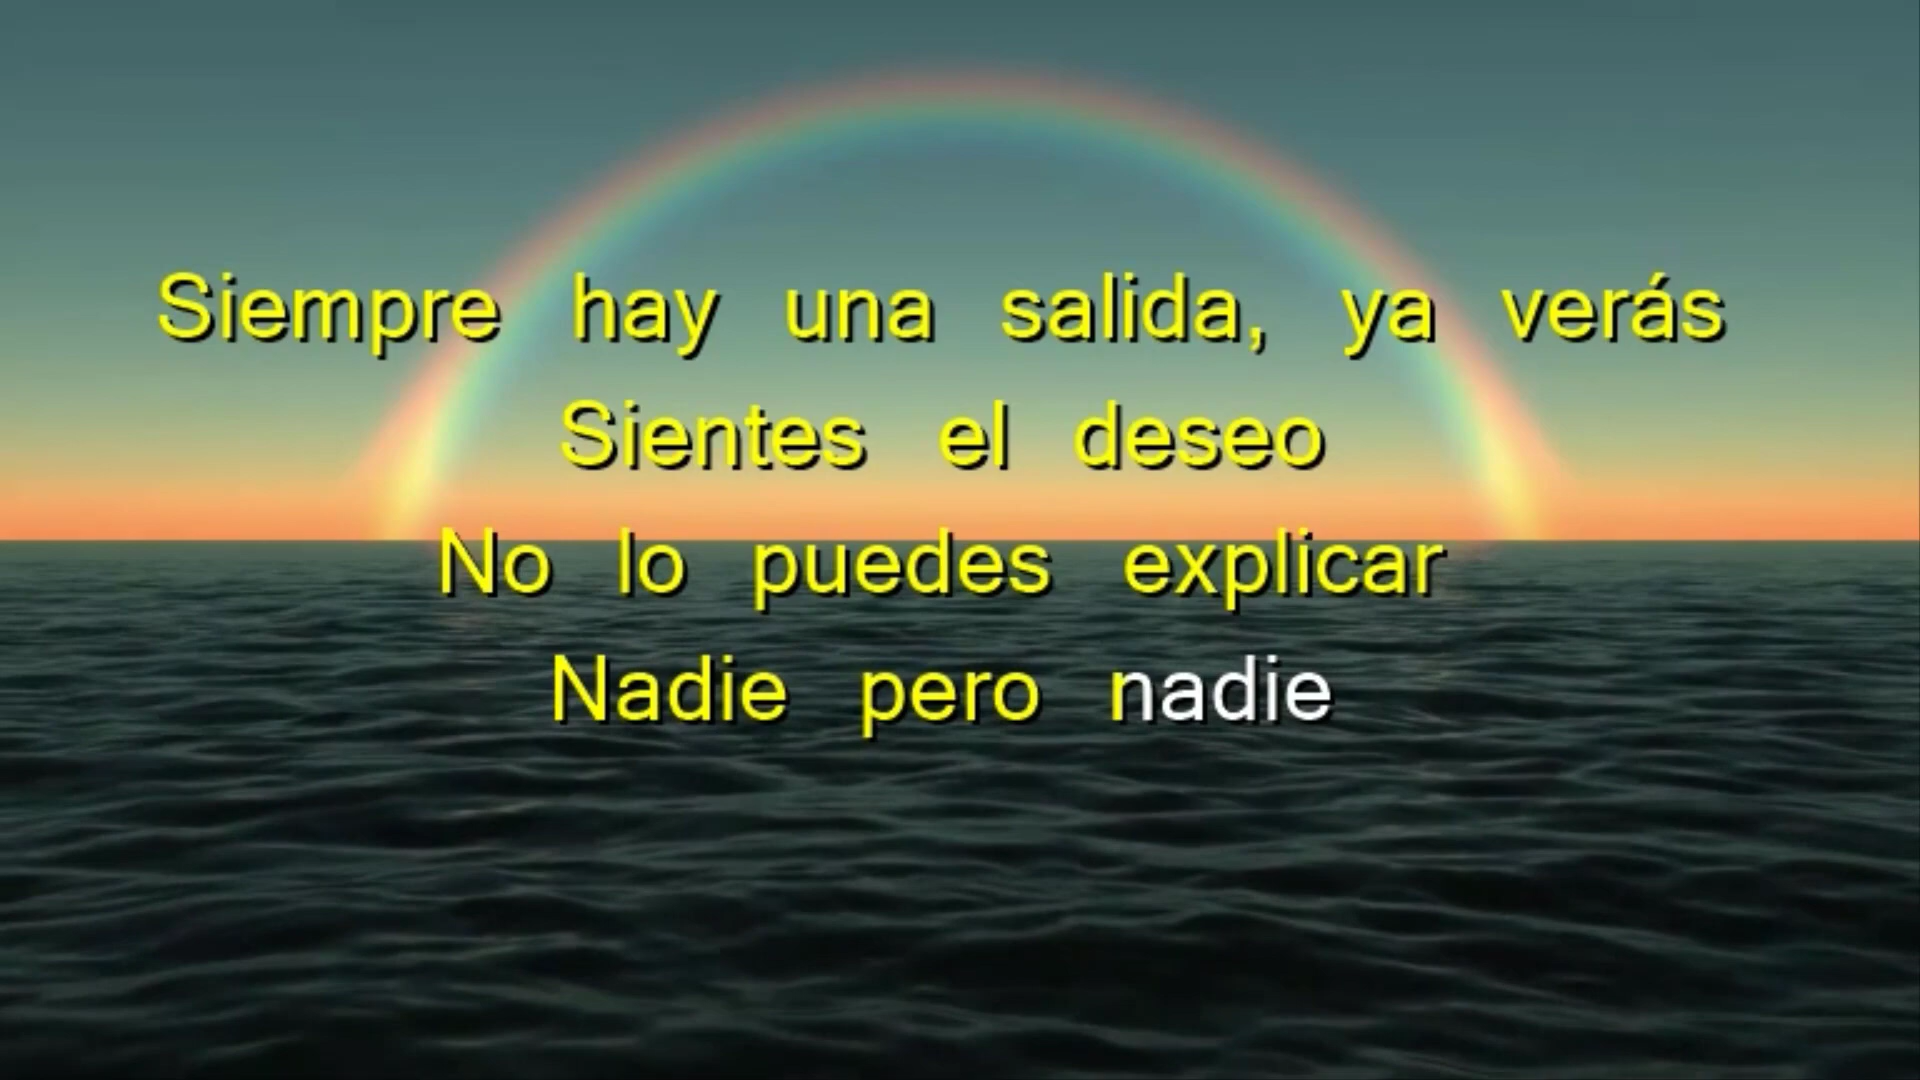 Siempre hay una salida, ya verás
Sientes el deseo
No lo puedes explicar
Nadie pero nadie